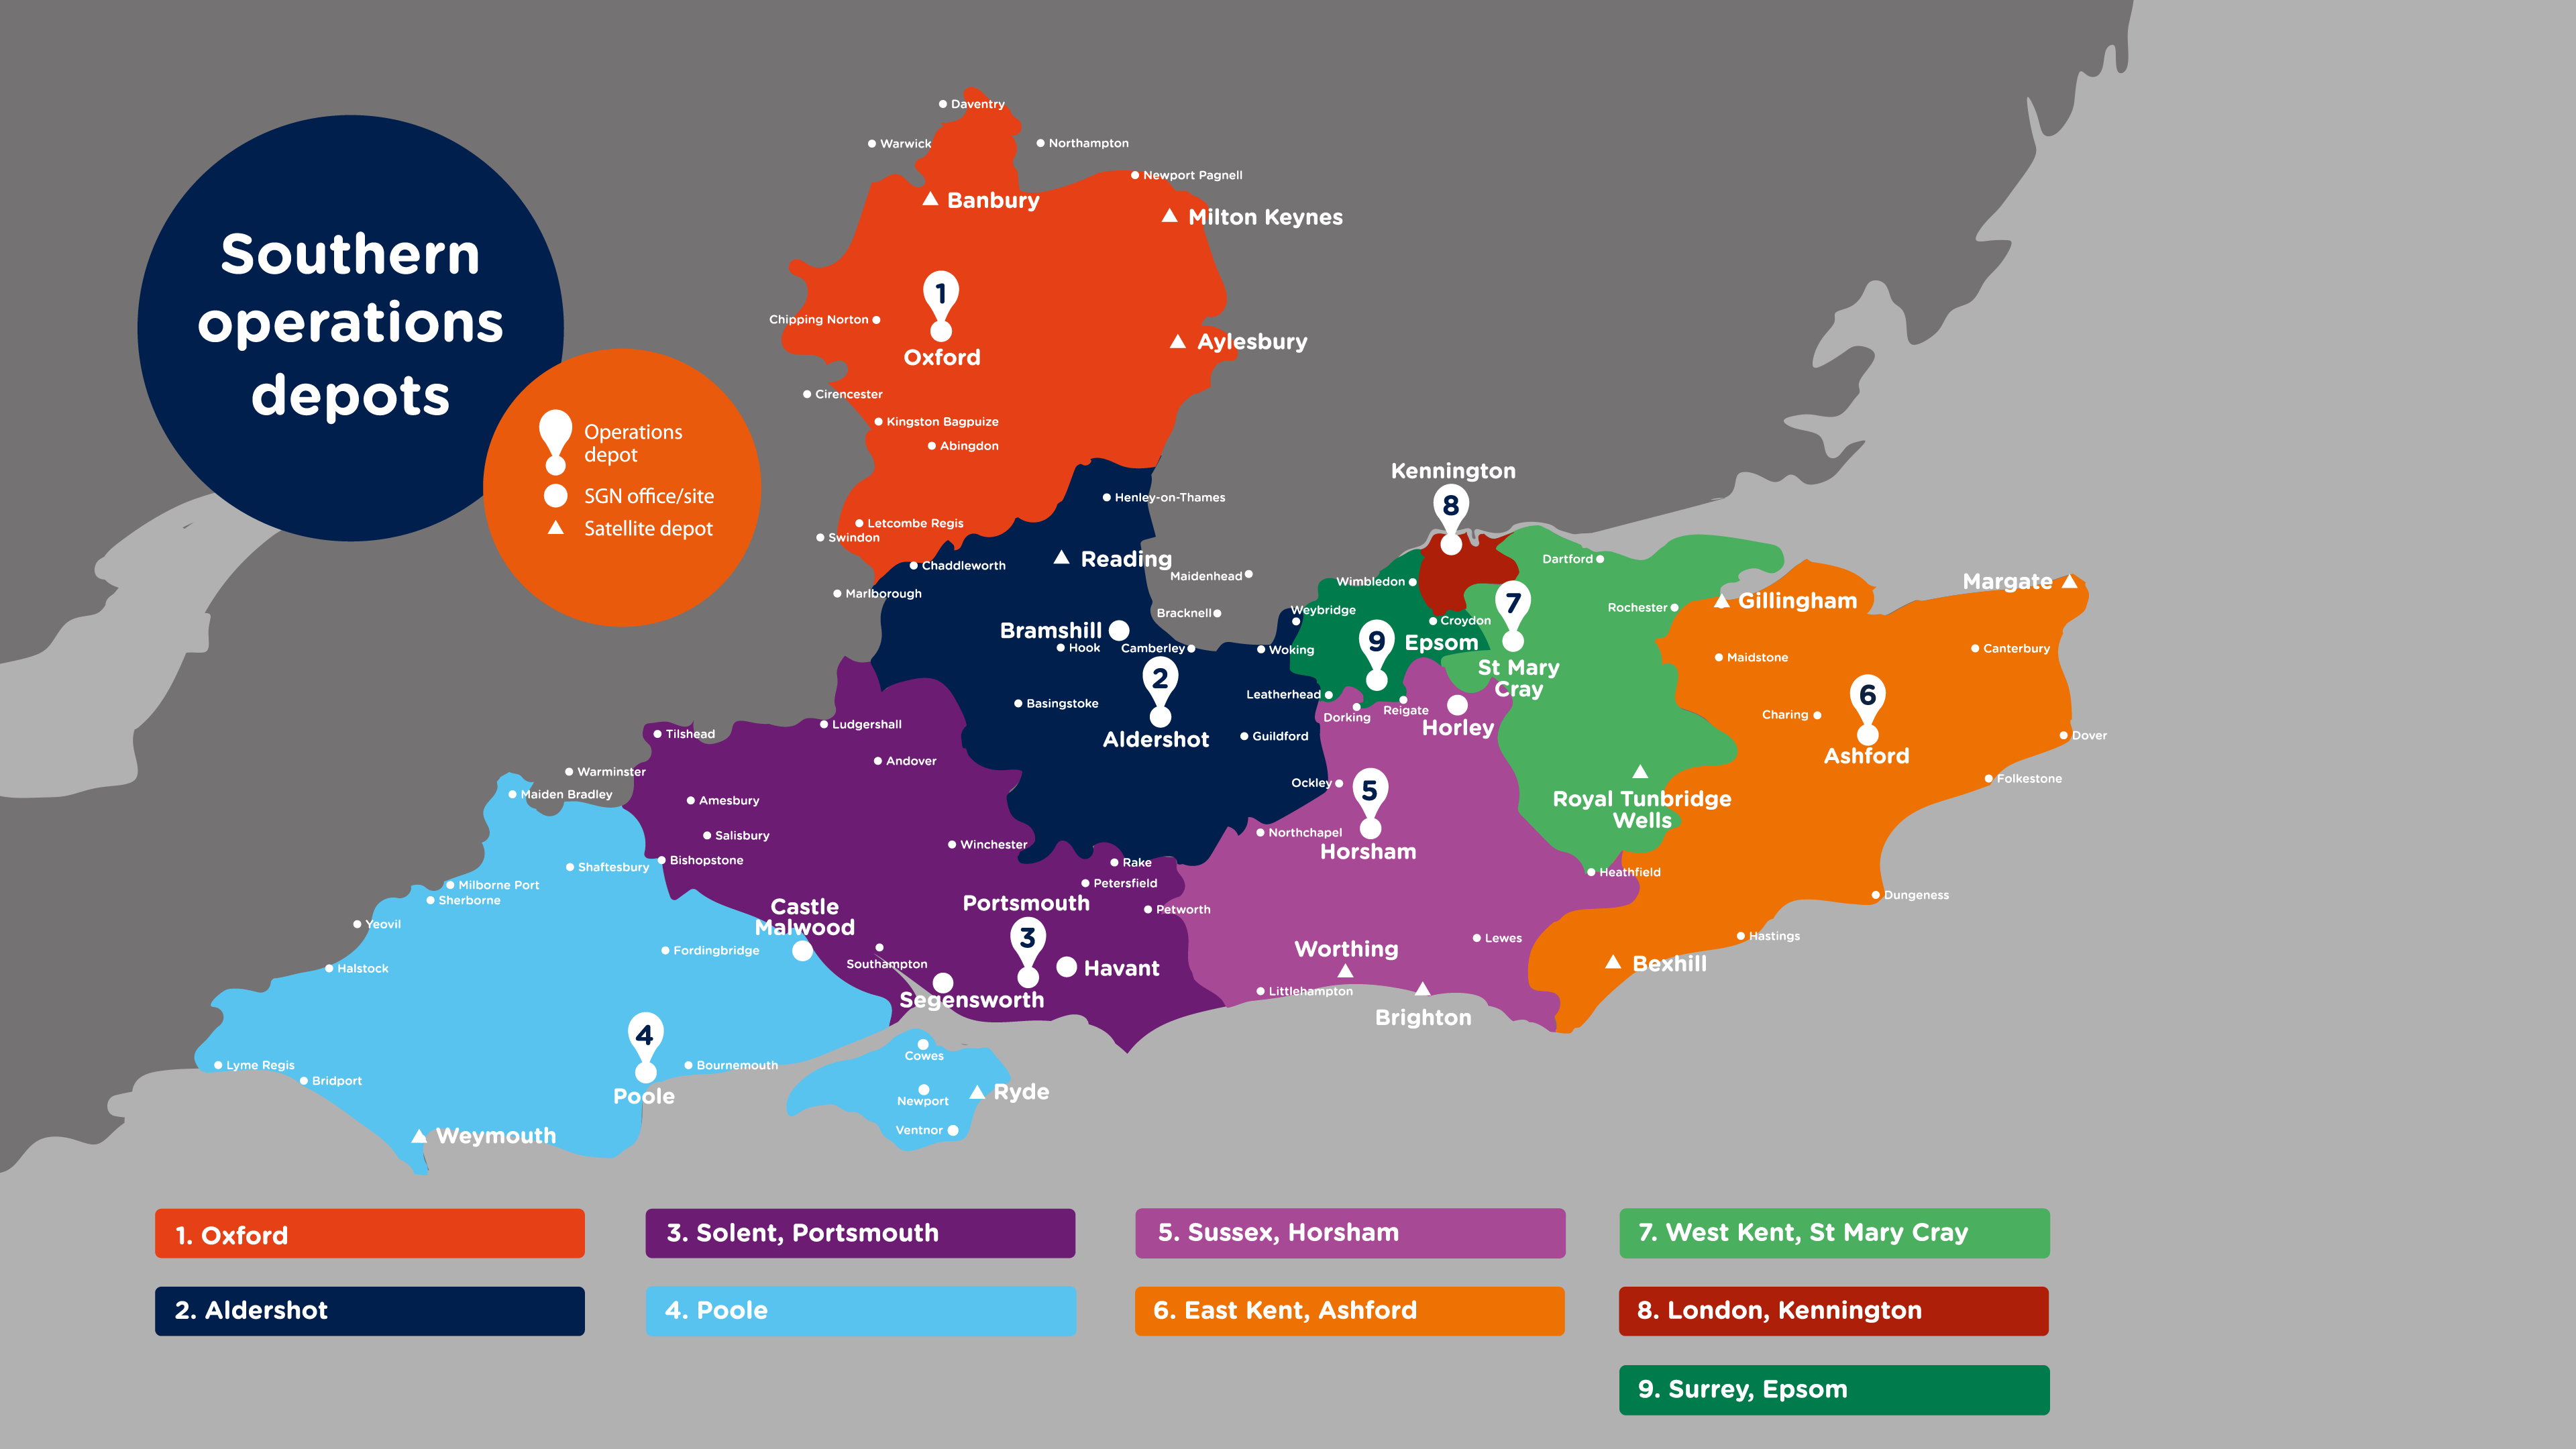 Southern
operations
depots
Operations
depot
SGN office/site
Satellite depot
Daventry
Warwick
Northampton
Newport Pagnell
Banbury
Milton Keynes
1
Chipping Norton
Oxford
Aylesbury
Cirencester
Kingston Bagpuize
Abingdon
Kennington
8
Henley-on-Thames
Letcombe Regis
Swindon
Chaddleworth
Reading
Maidenhead
Marlborough
Bracknell
Wimbledon
Dartford
Weybridge
7
Rochester
Gillingham
Margate
Bramshill
Hook
Camberley
Woking
9
Epsom
Croydon
St Mary
Cray
Maidstone
Canterbury
2
Basingstoke
Aldershot
Leatherhead
Dorking
Reigate
Horley
Guildford
6
Charing
Ashford
Dover
Folkestone
Ludgershall
Tilshead
Andover
Warminster
Maiden Bradley
Amesbury
Ockley
5
Royal Tunbridge
Wells
Salisbury
Winchester
Northchapel
Horsham
Bishopstone
Shaftesbury
Rake
Heathfield
Milborne Port
Sherborne
Petersfield
Dungeness
Castle
Malwood
Portsmouth
Petworth
Yeovil
3
Fordingbridge
Lewes
Hastings
Worthing
Halstock
Southampton
Havant
Bexhill
Segensworth
Littlehampton
Brighton
4
Lyme Regis
Bridport
Bournemouth
Poole
Cowes
Newport
Ryde
Ventnor
Weymouth
1. Oxford
3. Solent, Portsmouth
5. Sussex, Horsham
7. West Kent, St Mary Cray
2. Aldershot
4. Poole
6. East Kent, Ashford
8. London, Kennington
9. Surrey, Epsom